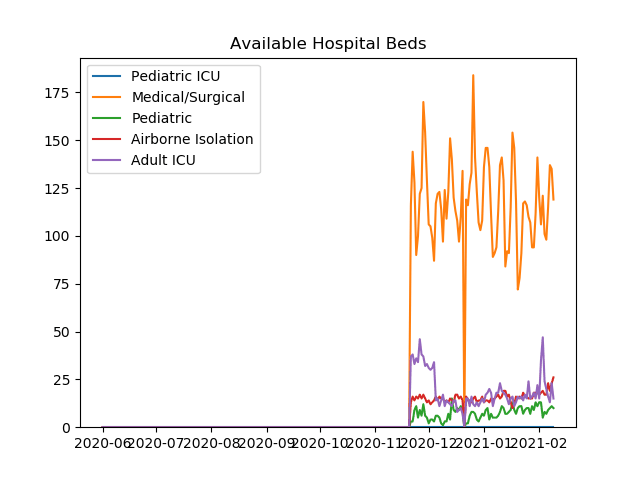 Available Hospital Beds
Pediatric ICU
Medical/Surgical
Pediatric
Airborne Isolation
Adult ICU
175
150
125
100
75
50
25
0
2020-06 2020-07 2020-08 2020-09 2020-10 2020-11 2020-12 2021-01 2021-02